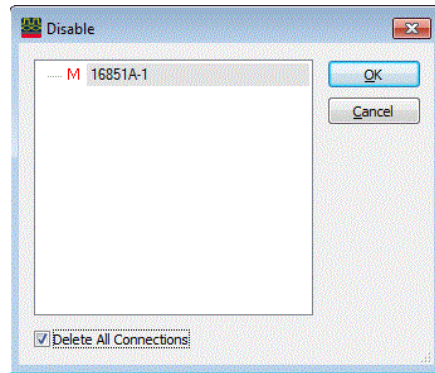 Disable
M 16851A-1
OK
Cancel
Delete All Connections